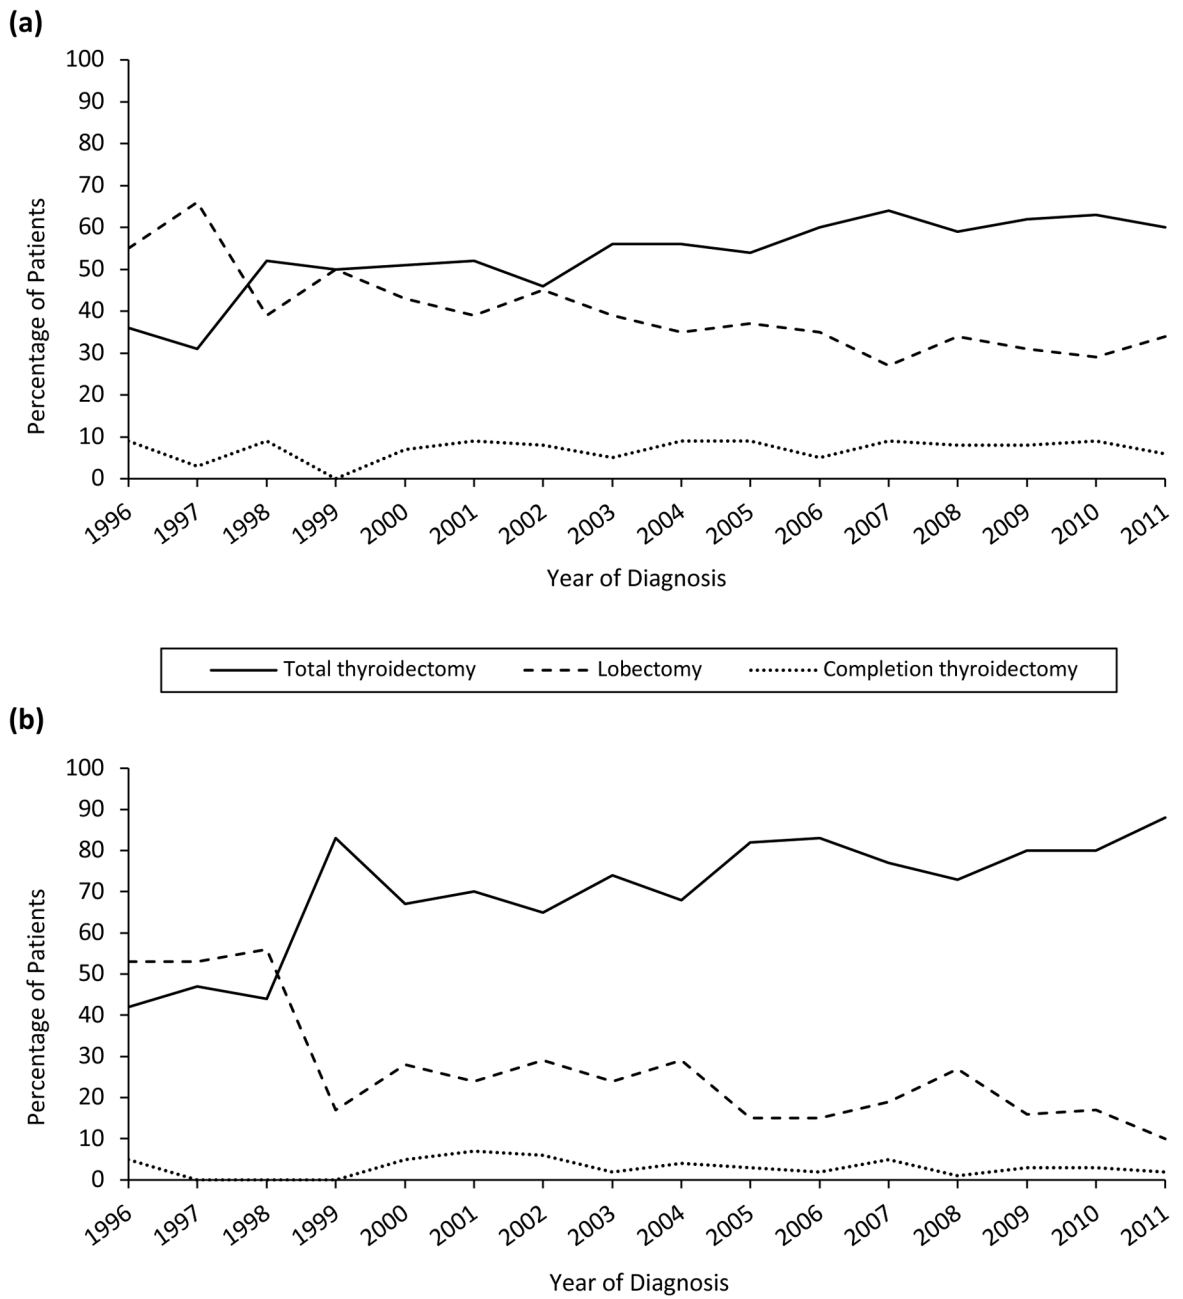 (a)
100
90
80
70
60
50
40
30
20
10
0
Percentage of Patients
1996 1997 1998 1999 2000 2001 2002 2003 2004 2005 2006 2007 2008 2009 2010 2011
Year of Diagnosis
Total thyroidectomy Lobectomy Completion thyroidectomy
(b)
100
90
80
70
60
50
40
30
20
10
0
Percentage of Patients
1996 1997 1998 1999 2000 2001 2002 2003 2004 2005 2006 2007 2008 2009 2010 2011
Year of Diagnosis